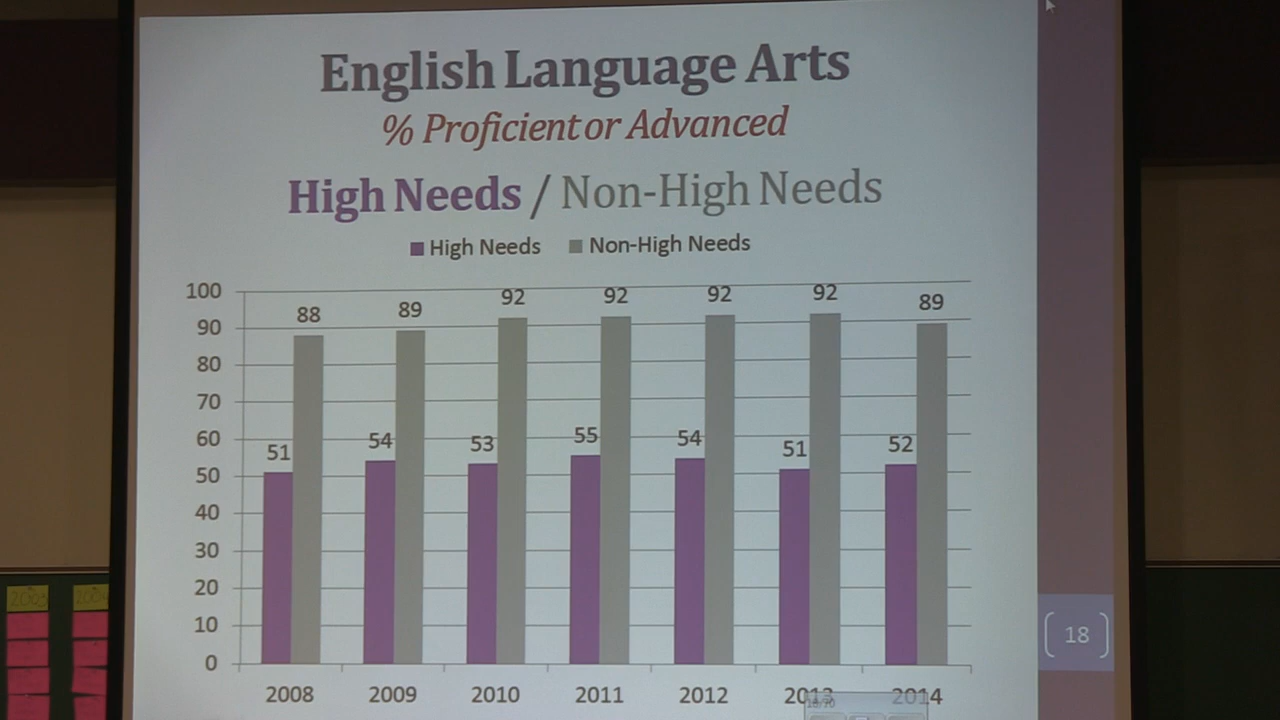 English Language Arts
% Proficient or Advanced
High Needs / Non-High Needs
High Needs Non-High Needs
100
90
80
70
60
50
40
30
20
10
0
88 89 92 92 92 92 89
51 54 53 55 54 51 52
2008 2009 2010 2011 2012 2013 2014
18
2003